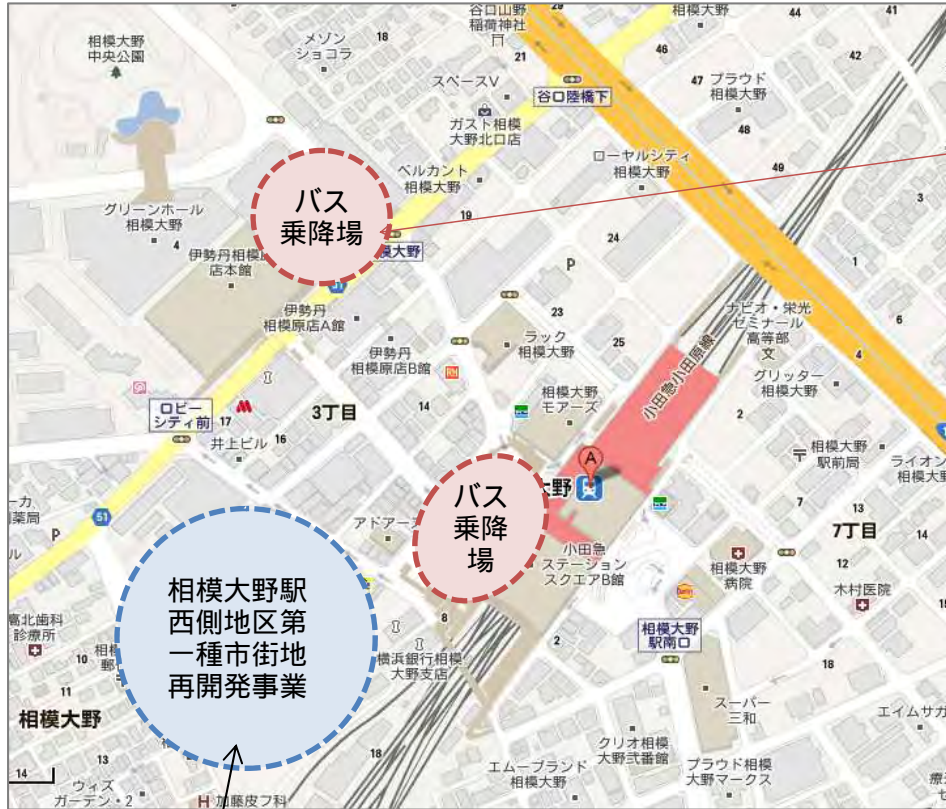 谷口山野
稲荷神社
29
相模大野
44
41
相模大野
中央公園
メゾン
ショコラ
18
21
46
42
スペースV
47
プラウド
相模大野
谷口陸橋下
ガスト相模
大野北口店
48
バス
乗降場
ベルカント
相模大野
ローヤルシティ
相模大野
49
グリーンホール
相模大野
4
19
3
24
伊勢丹相模
店本館
模大野
P
1
51
伊勢丹
相模原店A館
23
ナビオ・栄光
ゼミナール
高等部
文
6
伊勢丹
相模原店B館
ラック
相模大野
25
小田急小田原線
4
RH
グリッター
相模大野
ロビー
シティ前
17
3丁目
14
相模大野
モアーズ
2
井上ビル
16
A
相模大野
駅前局
ライオン
相模大
バス
乗降
場
大野
7
13
51
P
アドアーズ
7丁目
14
小田急
ステーション
スクエアB館
相模大野
病院
12
木村医院
相模大野駅
西側地区第
一種市街地
再開発事業
高北歯科
診療所
8
2
相模大野
駅南口
横浜銀行相模
大野支店
10
11
18
相模大野
スーパー
三和
エイムサガ
13
18
クリオ相模
大野弐番館
14
ウィズ
ガーデン・2
H 加藤皮フ科
エムーブランド
相模大野
プラウド相模
大野マークス